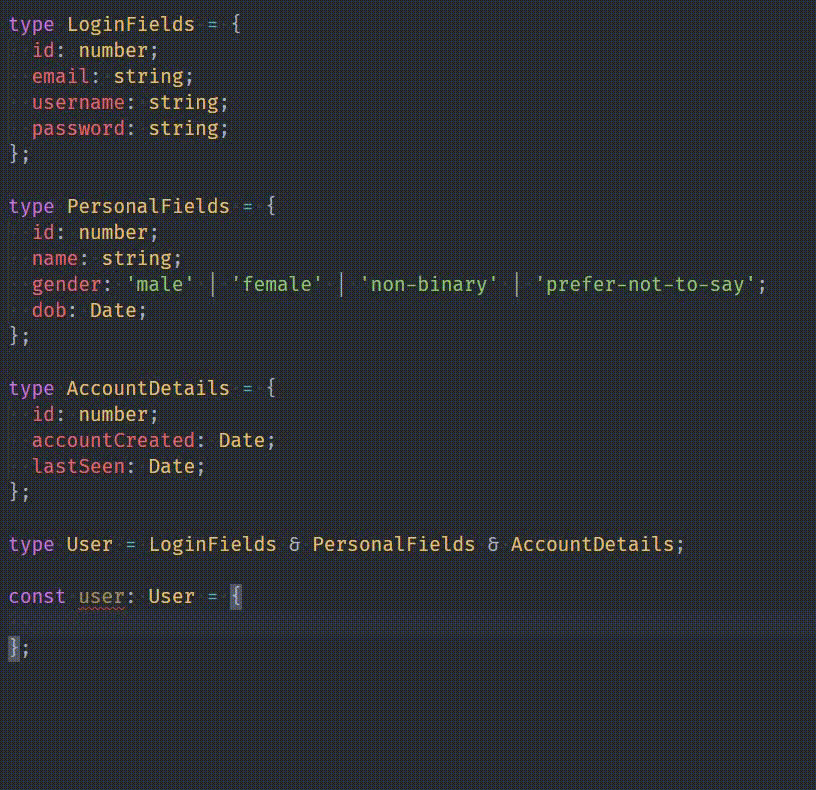 type LoginFields = {
  id: number;
  email: string;
  username: string;
  password: string;
};

type PersonalFields = {
  id: number;
  name: string;
  gender: 'male' | 'female' | 'non-binary' | 'prefer-not-to-say';
  dob: Date;
};

type AccountDetails = {
  id: number;
  accountCreated: Date;
  lastSeen: Date;
};

type User = LoginFields & PersonalFields & AccountDetails;

const user: User = {

};